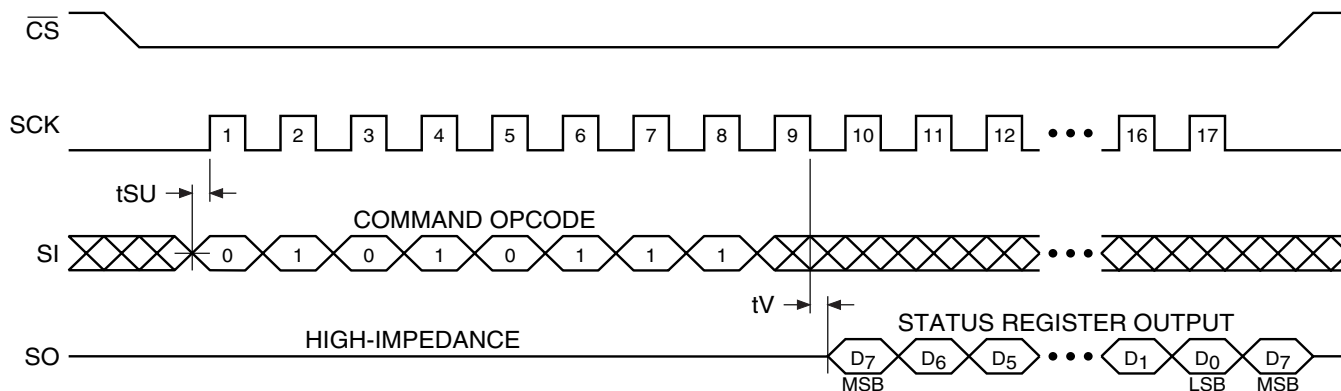 CS
SCK
1 2 3 4 5 6 7 8 9 10 11 12 ••• 16 17
tSU
COMMAND OPCODE
SI
0 1 0 1 0 1 1 1 •••
tV
HIGH-IMPEDANCE
STATUS REGISTER OUTPUT
SO
D7 D6 D5 ••• D1 D0 D7
MSB LSB MSB